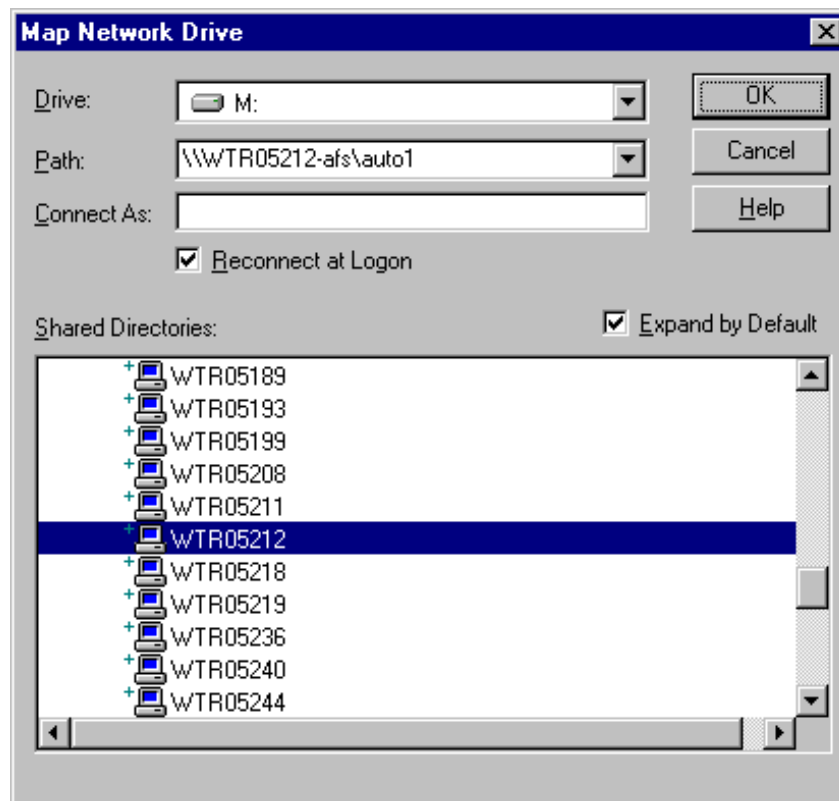 Map Network Drive
Drive: M: OK
Path: \\WTR05212-afs\auto1 Cancel
Connect As: Help
Reconnect at Logon
Shared Directories: Expand by Default
WTR05189
WTR05193
WTR05199
WTR05208
WTR05211
WTR05212
WTR05218
WTR05219
WTR05236
WTR05240
WTR05244